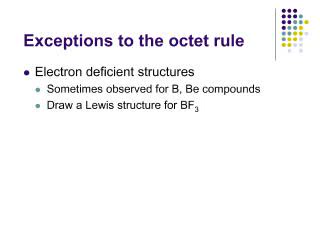 Exceptions to the octet rule
Electron deficient structures
Sometimes observed for B, Be compounds
Draw a Lewis structure for BF₃